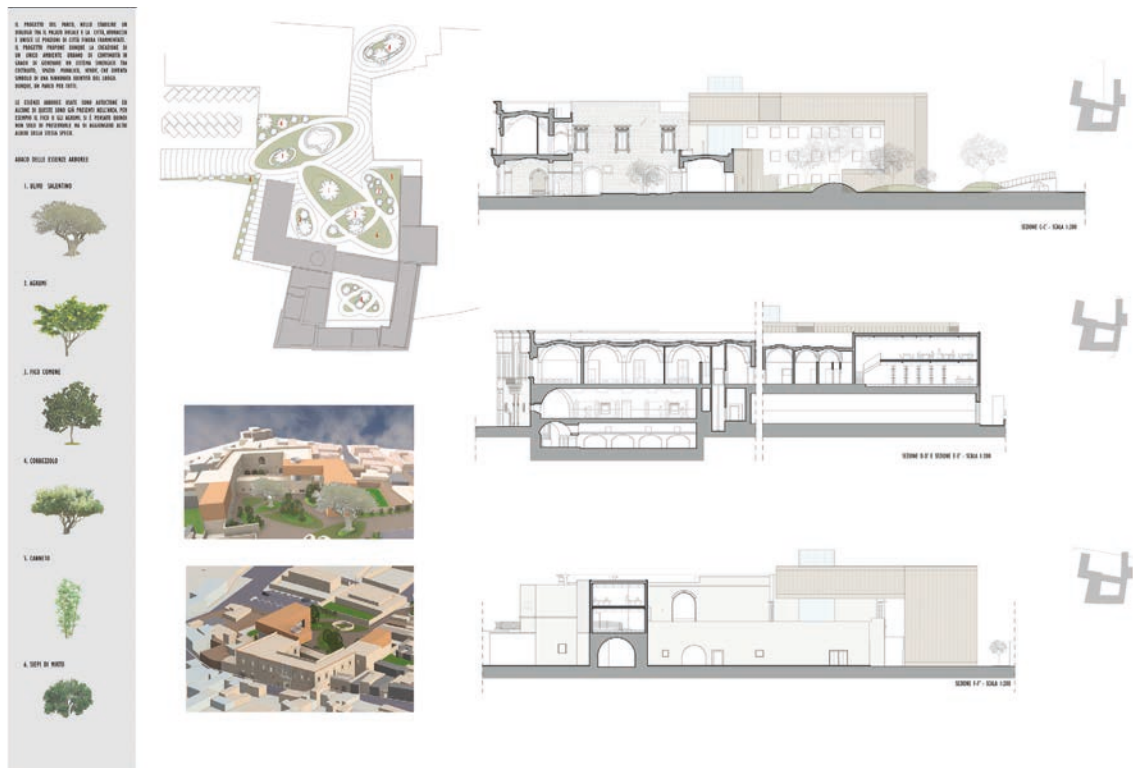 IL PROGETTO DEL PARCO, NELLO STABILIRE UN
DIALOGO TRA IL PALAZZO DUCALE E LA CITTÀ, ABBRACCIA
E UNISCE LE PORZIONI DI CITTÀ FINORA FRAMMENTATE.
IL PROGETTO PROPONE DUNQUE LA CREAZIONE DI
UN UNICO AMBIENTE URBANO DI CONTINUITÀ IN
GRADO DI GENERARE UN SISTEMA SINERGICO TRA
COSTRUITO, SPAZIO PUBBLICO, VERDE, CHE DIVENTA
SIMBOLO DI UNA RINNOVATA IDENTITÀ DEL LUOGO.
DUNQUE, UN PARCO PER TUTTI.
LE ESSENZE ARBOREE USATE SONO AUTOCTONE ED
ALCUNE DI QUESTE SONO GIÀ PRESENTI NELL'AREA, PER
ESEMPIO IL FICO O GLI AGRUMI, SI È PENSATO QUINDI
NON SOLO DI PRESERVARLE MA DI AGGIUNGERE ALTRI
ALBERI DELLA STESSA SPECIE.
ABACO DELLE ESSENZE ARBOREE
1. ULIVO SALENTINO
2. AGRUMI
3. FICO COMUNE
4. CORBEZZOLO
5. CANNETO
6. SIEPI DI MIRTO
SEZIONE C-C' - SCALA 1:200
SEZIONE D-D' E SEZIONE E-E' - SCALA 1:200
SEZIONE F-F' - SCALA 1:200